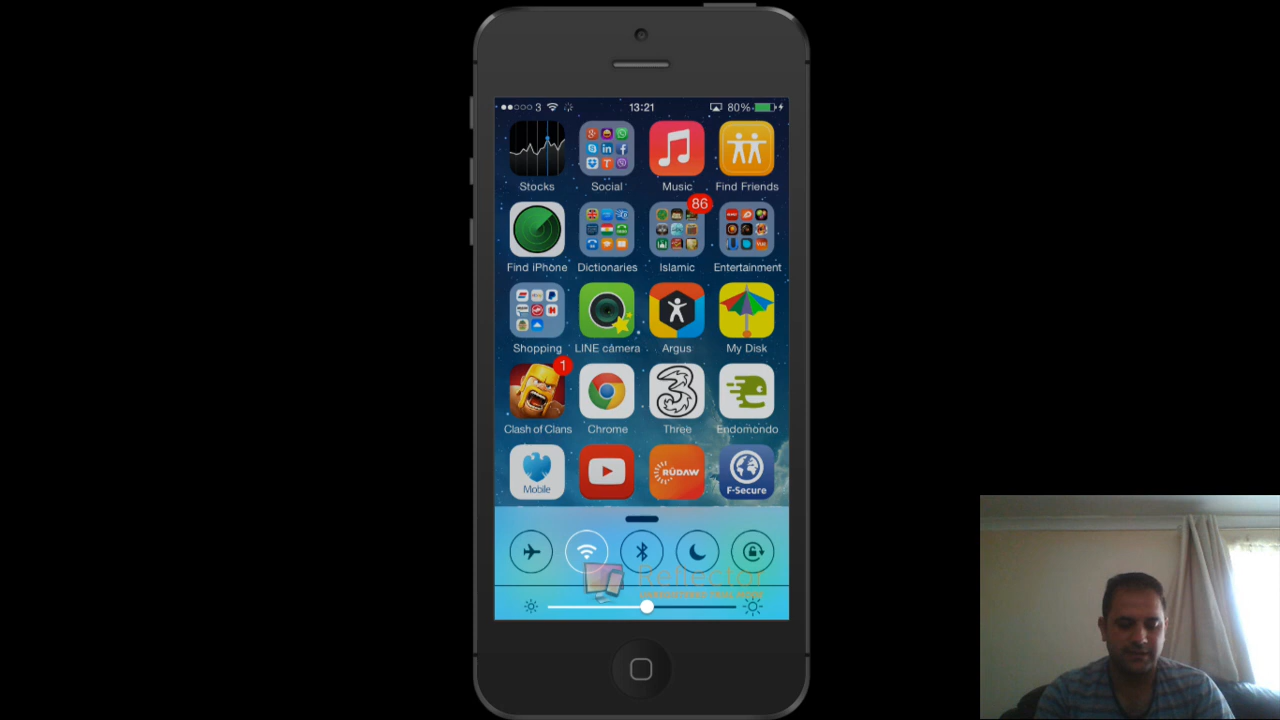 3 13:21 80%
Stocks Social Music Find Friends
86
Find iPhone Dictionaries Islamic Entertainment
Shopping LINE camera Argus My Disk
1
Clash of Clans Chrome Three Endomondo
Mobile RÛDAW F-Secure
Reflector